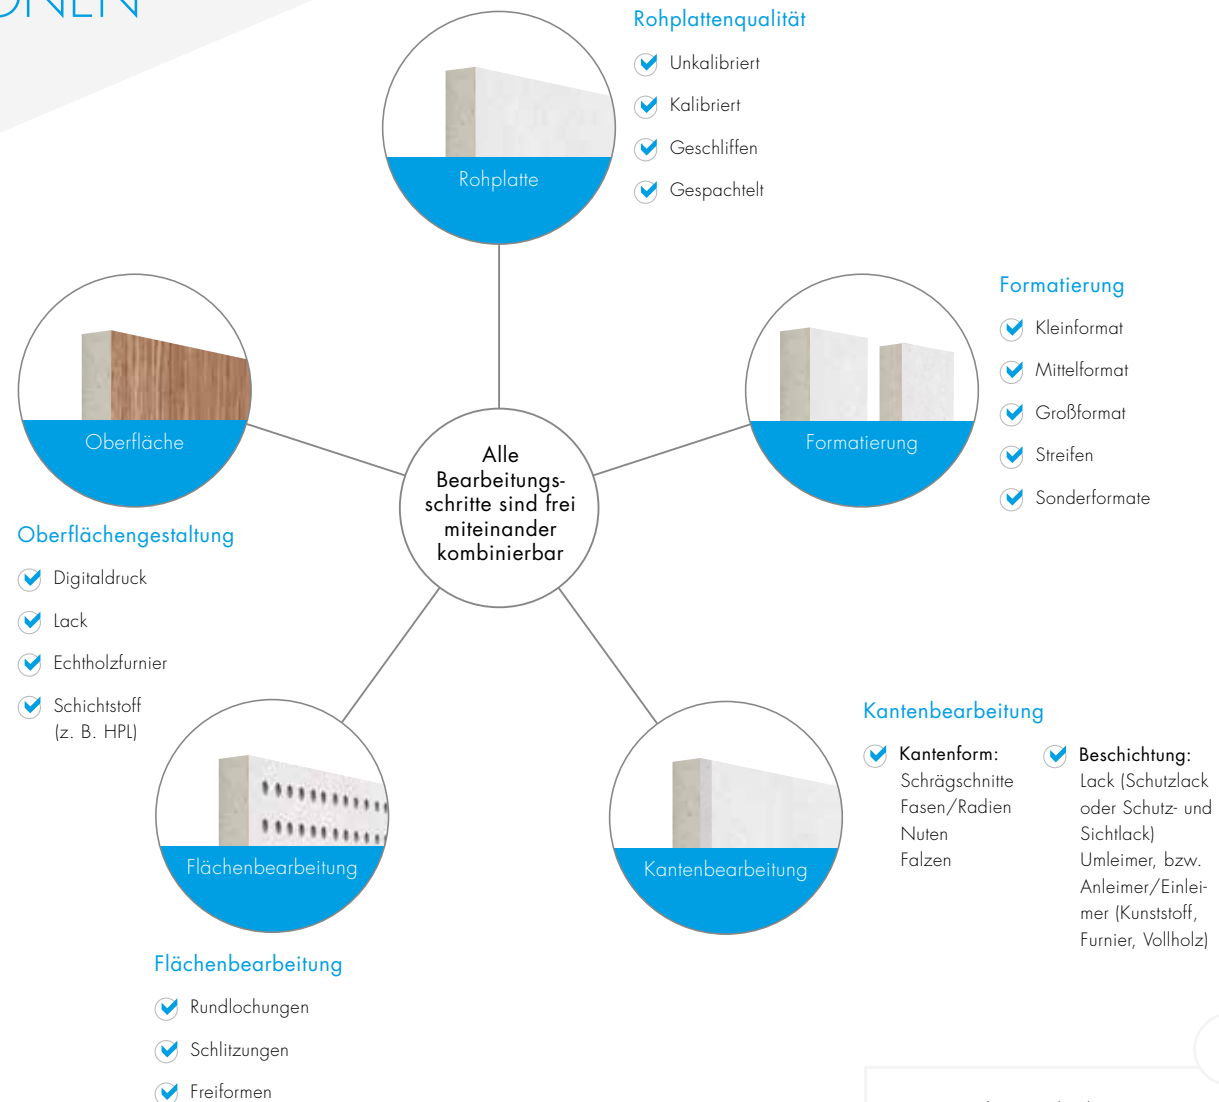 Rohplattenqualität
Unkalibriert
Kalibriert
Geschliffen
Gespachtelt
Rohplatte
Formatierung
Kleinformat
Mittelformat
Großformat
Streifen
Sonderformate
Formatierung
Oberfläche
Alle
Bearbeitungs-
schritte sind frei
miteinander
kombinierbar
Oberflächengestaltung
Digitaldruck
Lack
Echtholzfurnier
Schichtstoff
(z. B. HPL)
Kantenbearbeitung
Kantenform:
Schrägschnitte
Fasen/Radien
Nuten
Falzen
Beschichtung:
Lack (Schutzlack
oder Schutz- und
Sichtlack)
Umleimer, bzw.
Anleimer/Einlei-
mer (Kunststoff,
Furnier, Vollholz)
Flächenbearbeitung
Kantenbearbeitung
Flächenbearbeitung
Rundlochungen
Schlitzungen
Freiformen